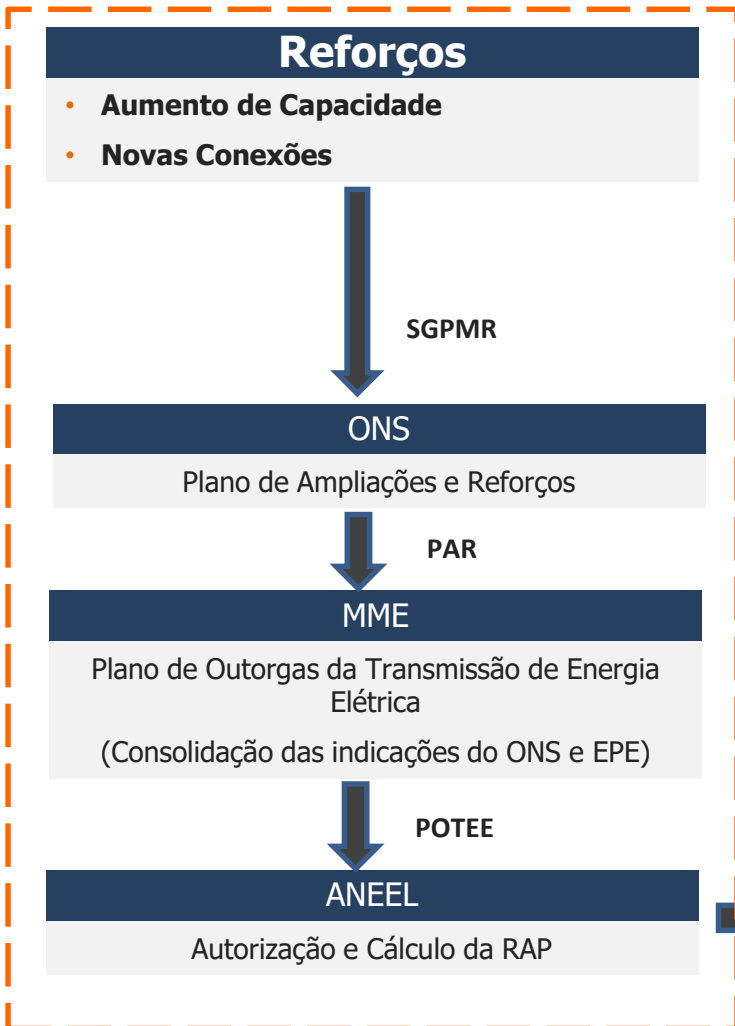 Reforços
• Aumento de Capacidade
• Novas Conexões
SGPMR
ONS
Plano de Ampliações e Reforços
PAR
MME
Plano de Outorgas da Transmissão de Energia
Elétrica
(Consolidação das indicações do ONS e EPE)
POTEE
ANEEL
Autorização e Cálculo da RAP